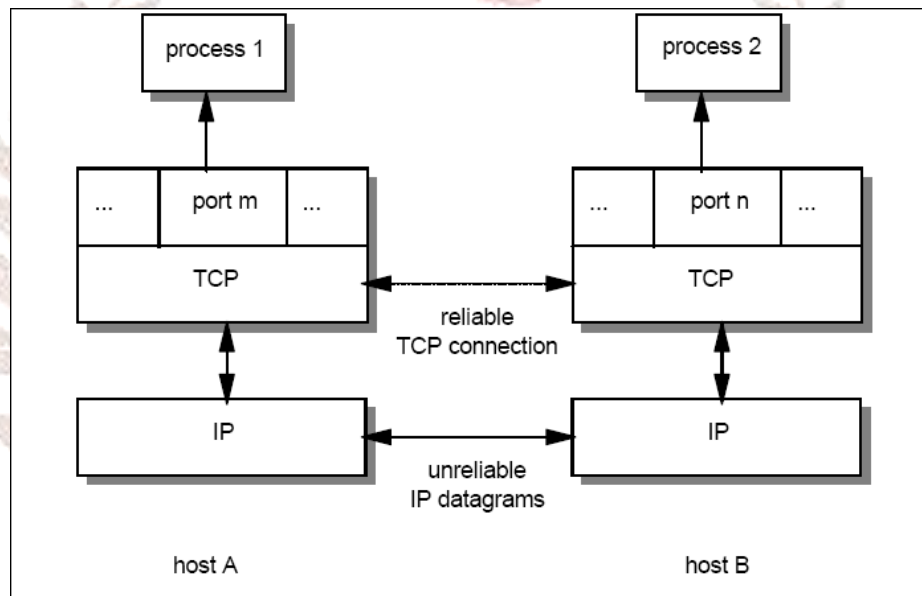 process 1
process 2
...
port m
...
...
port n
...
TCP
TCP
reliable
TCP connection
IP
IP
unreliable
IP datagrams
host A
host B